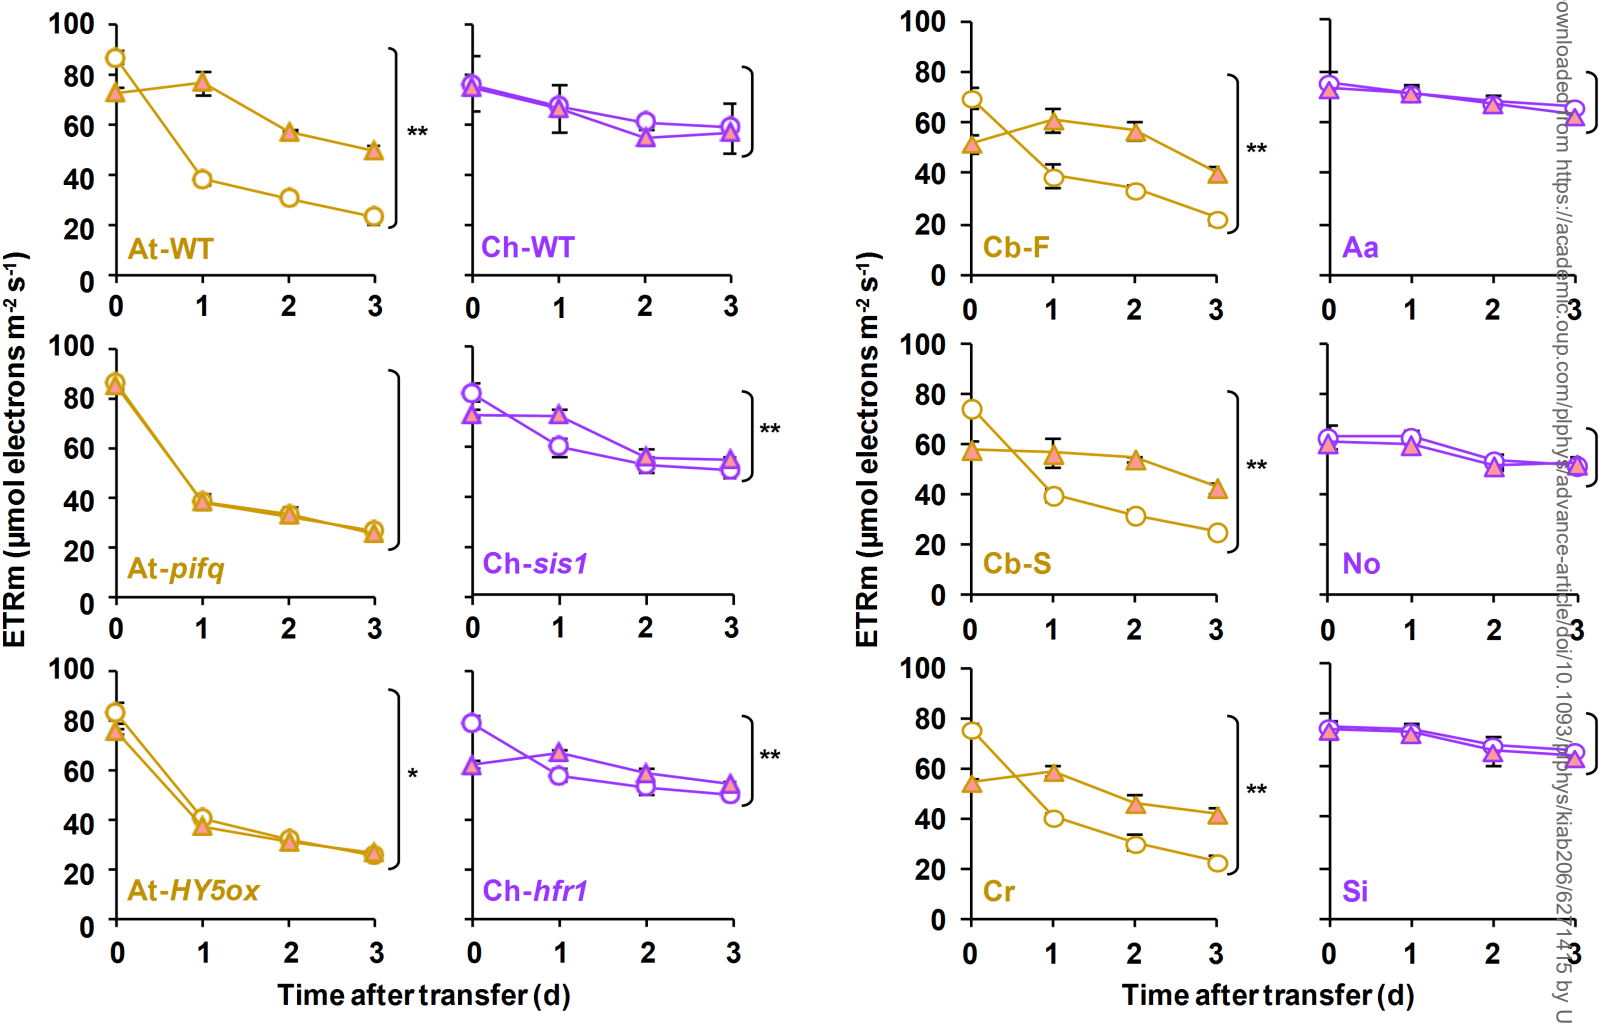 ETRm (µmol electrons m-2 s-1)
100
80
60
40
20
0
At-WT
**
0 1 2 3
Ch-WT
0 1 2 3
100
80
60
40
20
0
At-pifq
0 1 2 3
Ch-sis1
**
0 1 2 3
100
80
60
40
20
0
At-HY5ox
*
0 1 2 3
Ch-hfr1
**
0 1 2 3
Time after transfer (d)
ETRm (µmol electrons m-2 s-1)
100
80
60
40
20
0
Cb-F
**
0 1 2 3
Aa
0 1 2 3
100
80
60
40
20
0
Cb-S
**
0 1 2 3
No
0 1 2 3
100
80
60
40
20
0
Cr
**
0 1 2 3
Si
0 1 2 3
Time after transfer (d)
ownloaded from https://academic.oup.com/plphys/advance-article/doi/10.1093/plphys/kiab206/6271415 by U